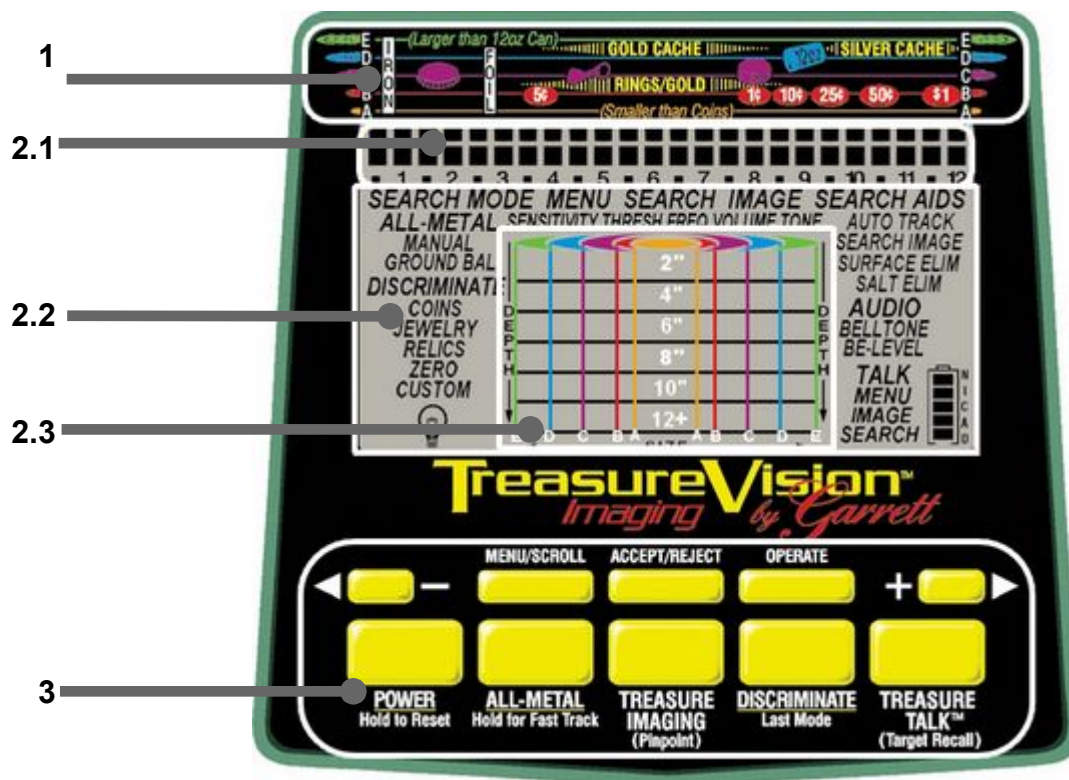 1
2.1
2.2
2.3
3
E (Larger than 12oz Can) GOLD CACHE SILVER CACHE E
D 12oz D
C C
B RINGS/GOLD B
A (Smaller than Coins) A
IRON
FOIL
5¢ 1¢ 10¢ 25¢ 50¢ $1
1 2 3 4 5 6 7 8 9 10 11 12
SEARCH MODE MENU SEARCH IMAGE SEARCH AIDS
ALL-METAL SENSITIVITY THRESH FREQ VOLUME TONE AUTO TRACK
MANUAL SEARCH IMAGE
GROUND BAL SURFACE ELIM
DISCRIMINATE SALT ELIM
COINS AUDIO
JEWELRY BELLTONE
RELICS BE-LEVEL
ZERO TALK
CUSTOM MENU
IMAGE
SEARCH
NICAD
DEPTH DEPTH
2"
4"
6"
8"
10"
12+
E D C B A A B C D E
SIZE
TreasureVision™
Imaging by Garrett
MENU/SCROLL ACCEPT/REJECT OPERATE
- +
POWER ALL-METAL TREASURE DISCRIMINATE TREASURE
Hold to Reset Hold for Fast Track IMAGING Last Mode TALK™
(Pinpoint) (Target Recall)